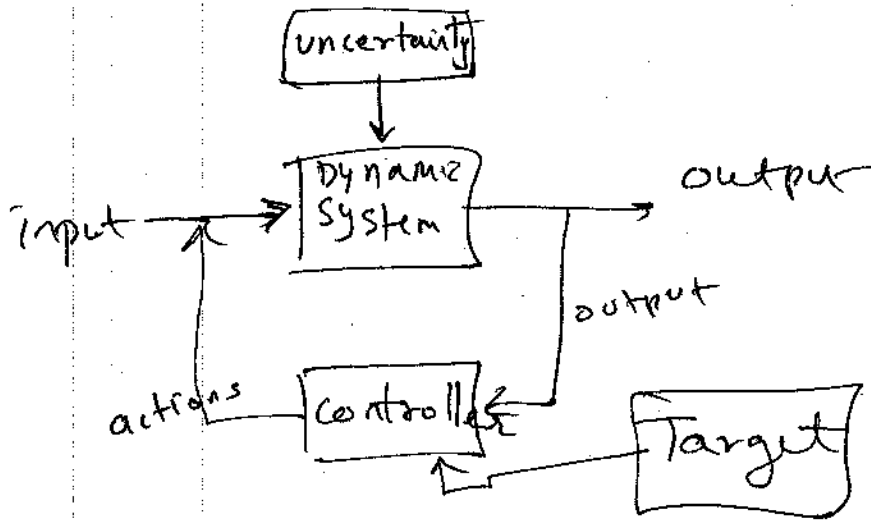 uncertainty
Dynamic
System
output
input
output
actions
Controller
Target